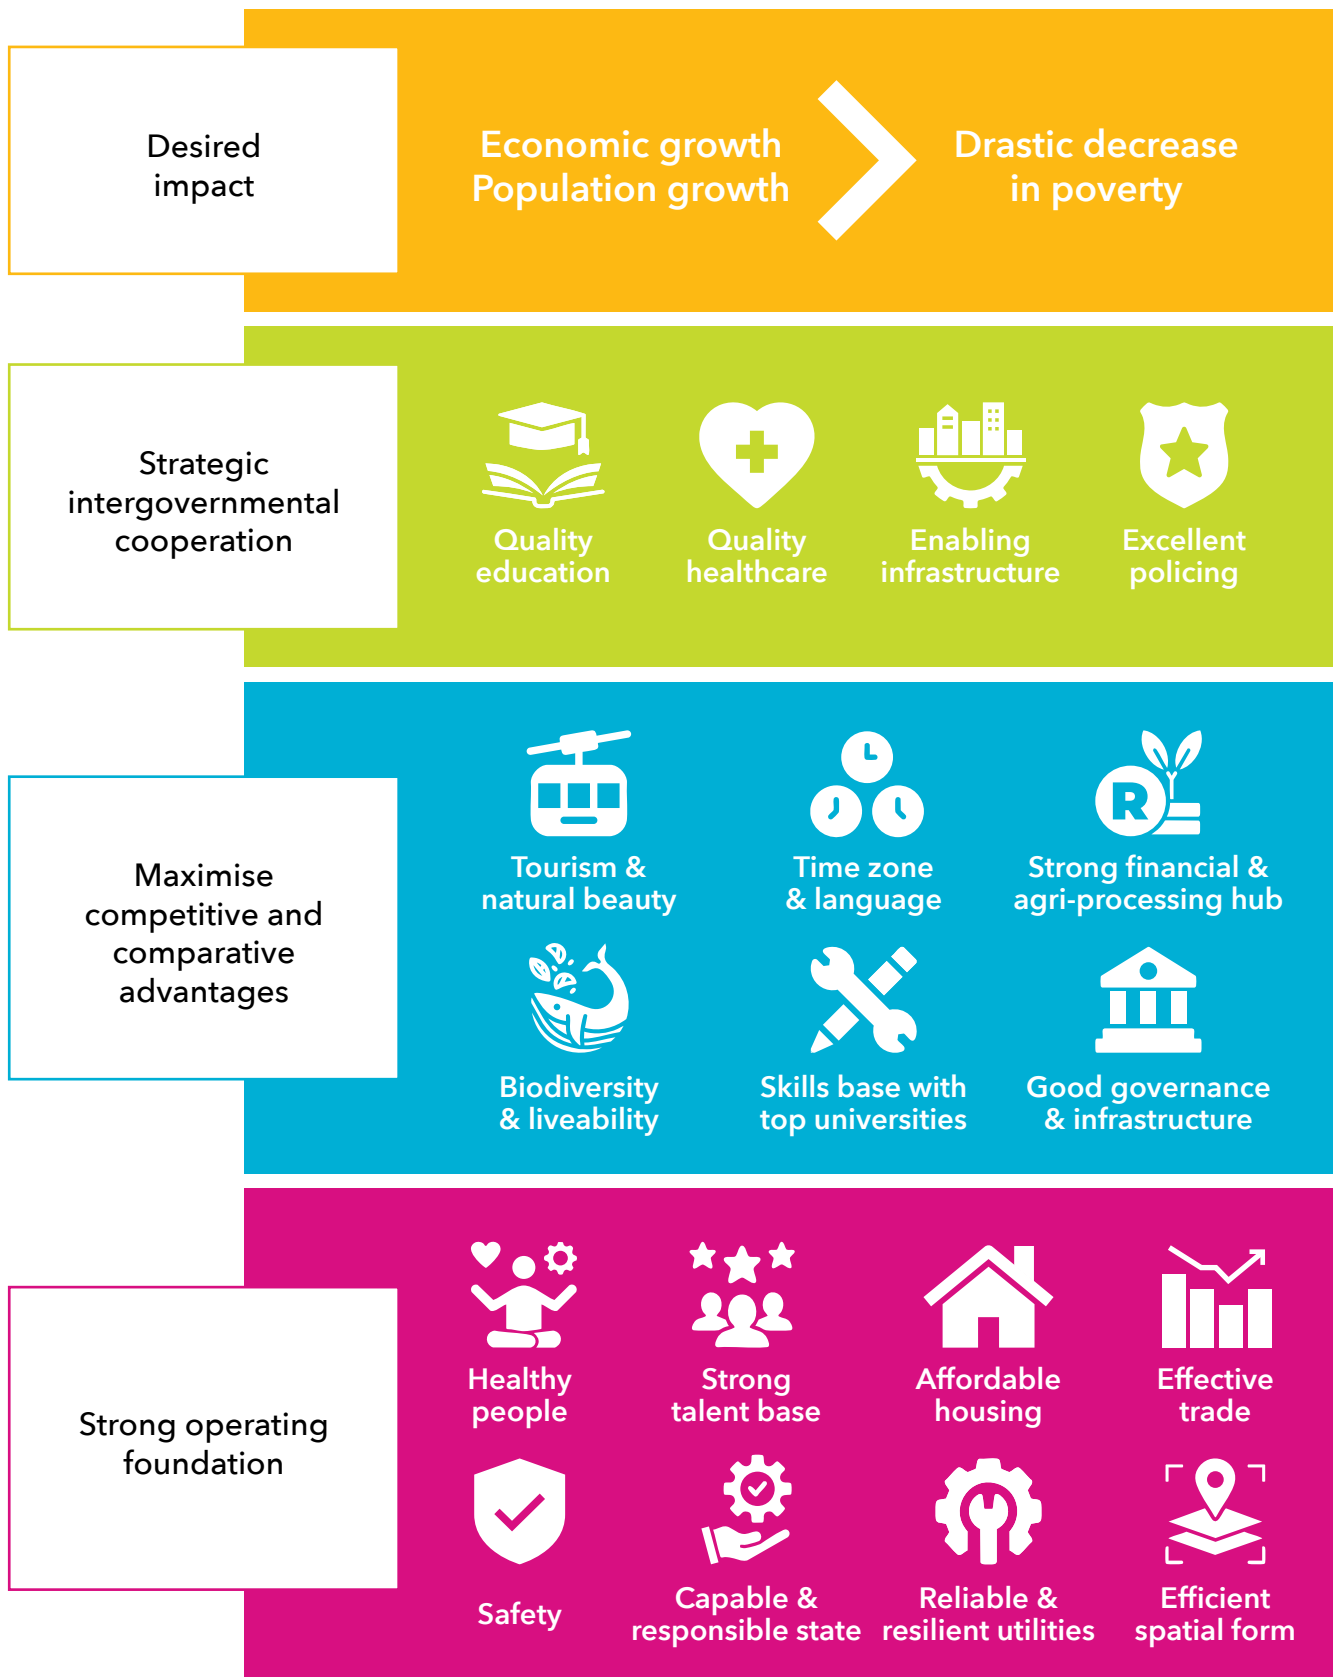 Desired
impact
Economic growth
Population growth
Drastic decrease
in poverty
Strategic
intergovernmental
cooperation
Quality
education
Quality
healthcare
Enabling
infrastructure
Excellent
policing
Maximise
competitive and
comparative
advantages
Tourism &
natural beauty
Time zone
& language
R
Strong financial &
agri-processing hub
Biodiversity
& liveability
Skills base with
top universities
Good governance
& infrastructure
Strong operating
foundation
Healthy
people
Strong
talent base
Affordable
housing
Effective
trade
Safety
Capable &
responsible state
Reliable &
resilient utilities
Efficient
spatial form